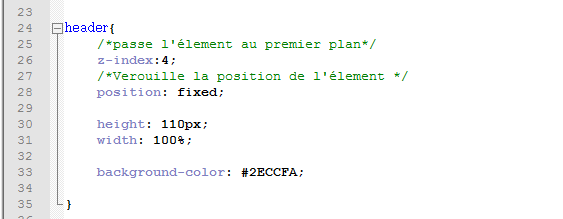 23
24 header{
25 /*passe l'élement au premier plan*/
26 z-index:4;
27 /*Verouille la position de l'élement */
28 position: fixed;
29
30 height: 110px;
31 width: 100%;
32
33 background-color: #2ECCFA;
34
35 }